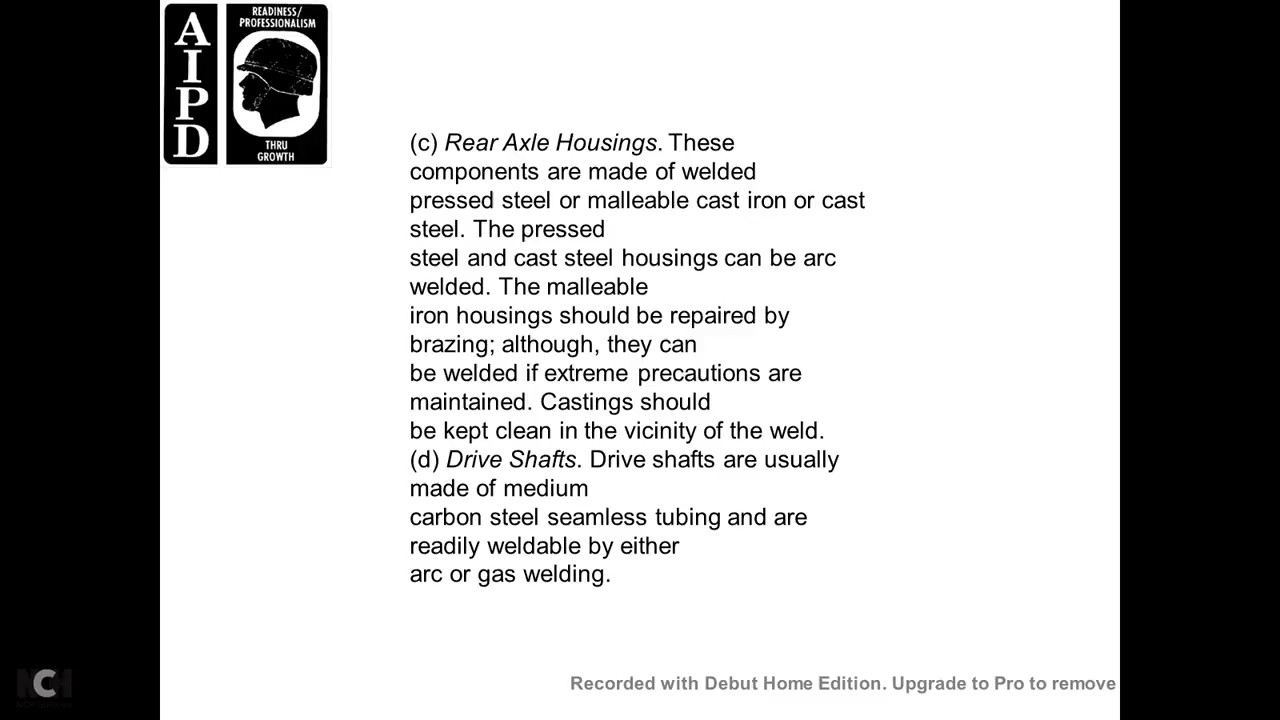 AIPD
READINESS/
PROFESSIONALISM
THRU
GROWTH
(c) Rear Axle Housings. These
components are made of welded
pressed steel or malleable cast iron or cast
steel. The pressed
steel and cast steel housings can be arc
welded. The malleable
iron housings should be repaired by
brazing; although, they can
be welded if extreme precautions are
maintained. Castings should
be kept clean in the vicinity of the weld.
(d) Drive Shafts. Drive shafts are usually
made of medium
carbon steel seamless tubing and are
readily weldable by either
arc or gas welding.
NCH
Recorded with Debut Home Edition. Upgrade to Pro to remove